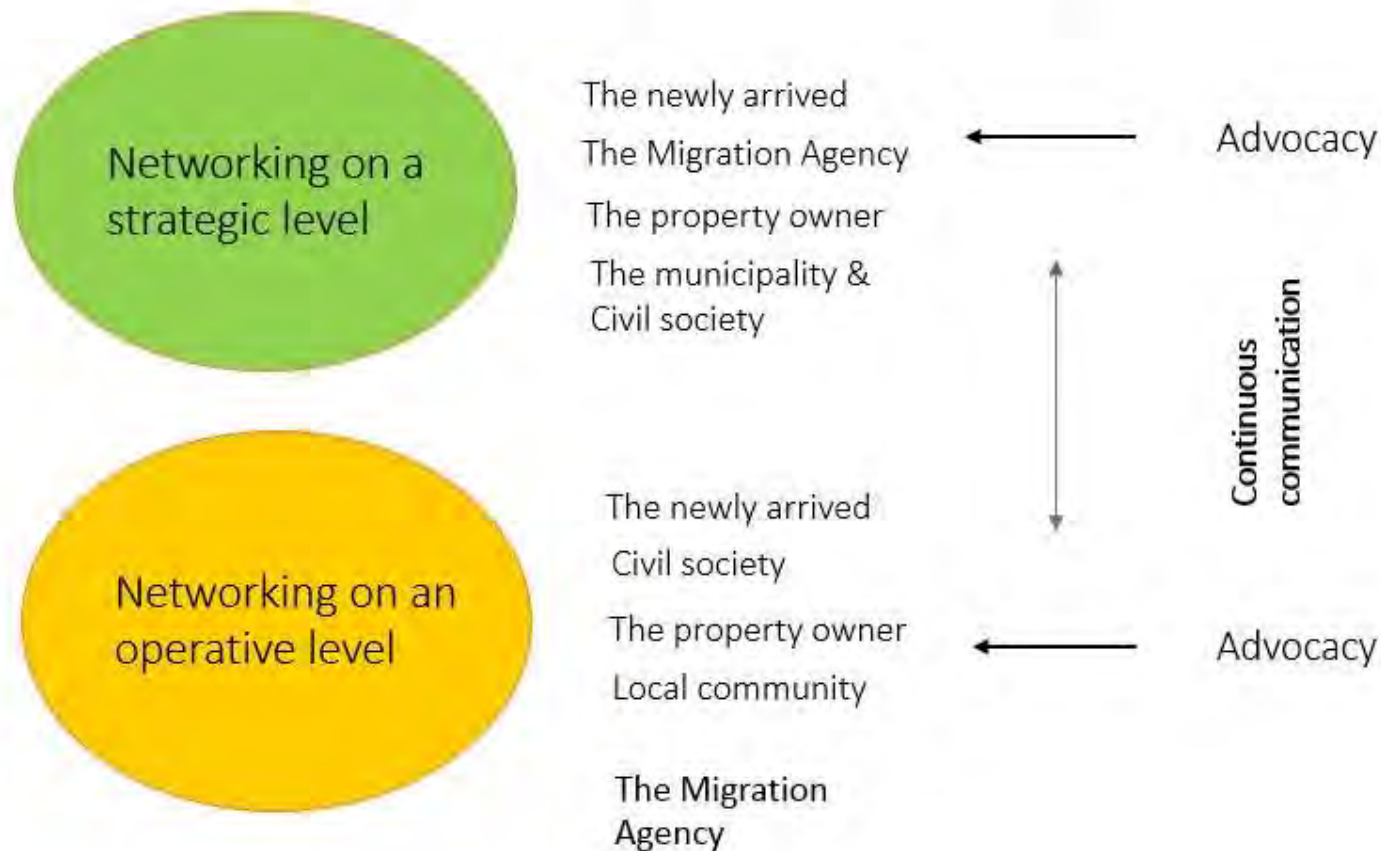 Networking on a
strategic level
The newly arrived
The Migration Agency
The property owner
The municipality &
Civil society
Advocacy
Continuous
communication
Networking on an
operative level
The newly arrived
Civil society
The property owner
Local community
The Migration
Agency
Advocacy